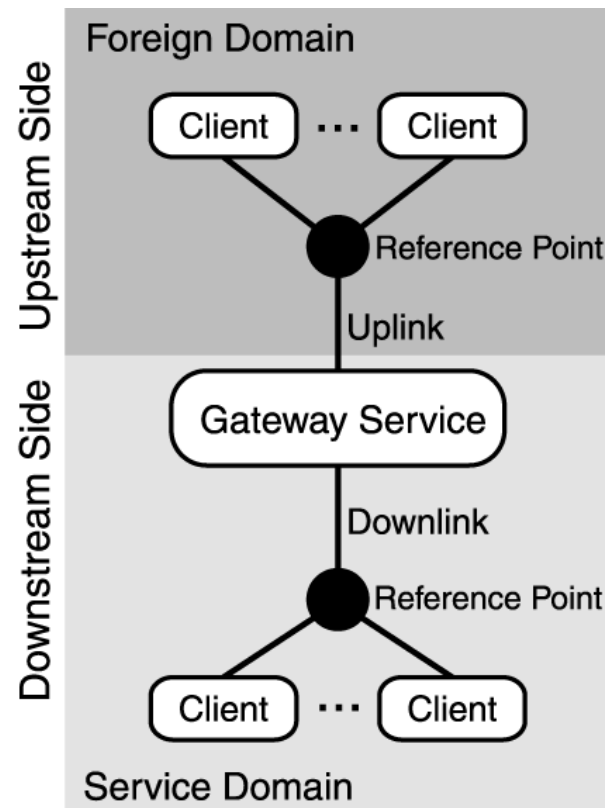 Foreign Domain
Upstream Side
Client ... Client
Reference Point
Uplink
Gateway Service
Downstream Side
Downlink
Reference Point
Client ... Client
Service Domain